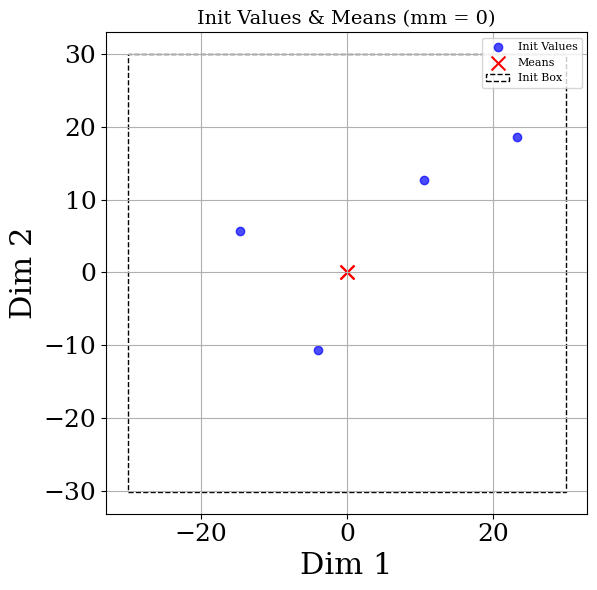 Init Values & Means (mm = 0)
Init Values
Means
Init Box
30
20
10
0
−10
−20
−30
Dim 2
−20
0
20
Dim 1